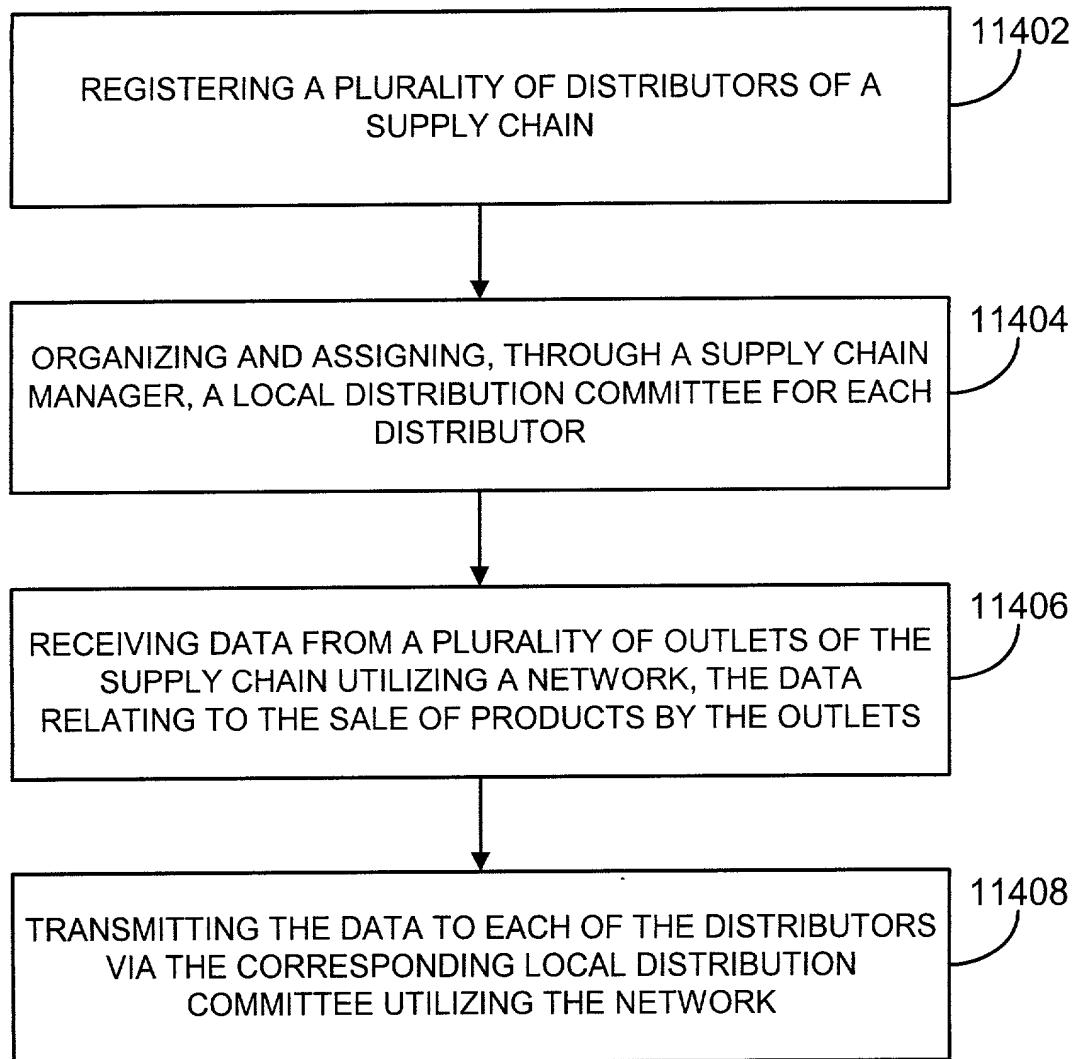 11402
REGISTERING A PLURALITY OF DISTRIBUTORS OF A
SUPPLY CHAIN
11404
ORGANIZING AND ASSIGNING, THROUGH A SUPPLY CHAIN
MANAGER, A LOCAL DISTRIBUTION COMMITTEE FOR EACH
DISTRIBUTOR
11406
RECEIVING DATA FROM A PLURALITY OF OUTLETS OF THE
SUPPLY CHAIN UTILIZING A NETWORK, THE DATA
RELATING TO THE SALE OF PRODUCTS BY THE OUTLETS
11408
TRANSMITTING THE DATA TO EACH OF THE DISTRIBUTORS
VIA THE CORRESPONDING LOCAL DISTRIBUTION
COMMITTEE UTILIZING THE NETWORK